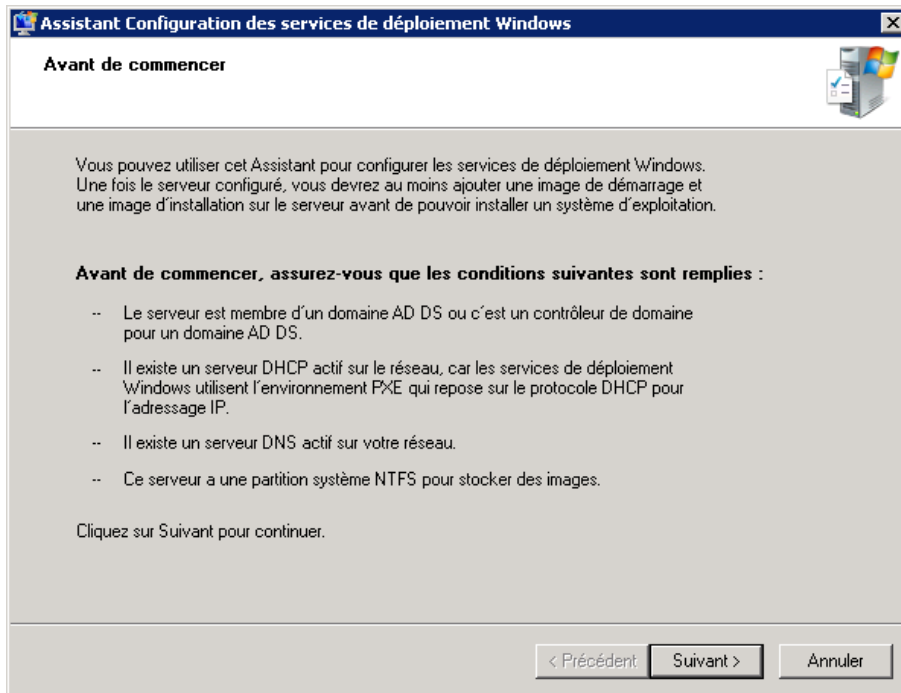 Assistant Configuration des services de déploiement Windows
Avant de commencer
Vous pouvez utiliser cet Assistant pour configurer les services de déploiement Windows.
Une fois le serveur configuré, vous devrez au moins ajouter une image de démarrage et
une image d'installation sur le serveur avant de pouvoir installer un système d'exploitation.
Avant de commencer, assurez-vous que les conditions suivantes sont remplies :
-- Le serveur est membre d'un domaine AD DS ou c'est un contrôleur de domaine
pour un domaine AD DS.
-- Il existe un serveur DHCP actif sur le réseau, car les services de déploiement
Windows utilisent l'environnement PXE qui repose sur le protocole DHCP pour
l'adressage IP.
-- Il existe un serveur DNS actif sur votre réseau.
-- Ce serveur a une partition système NTFS pour stocker des images.
Cliquez sur Suivant pour continuer.
< Précédent Suivant > Annuler